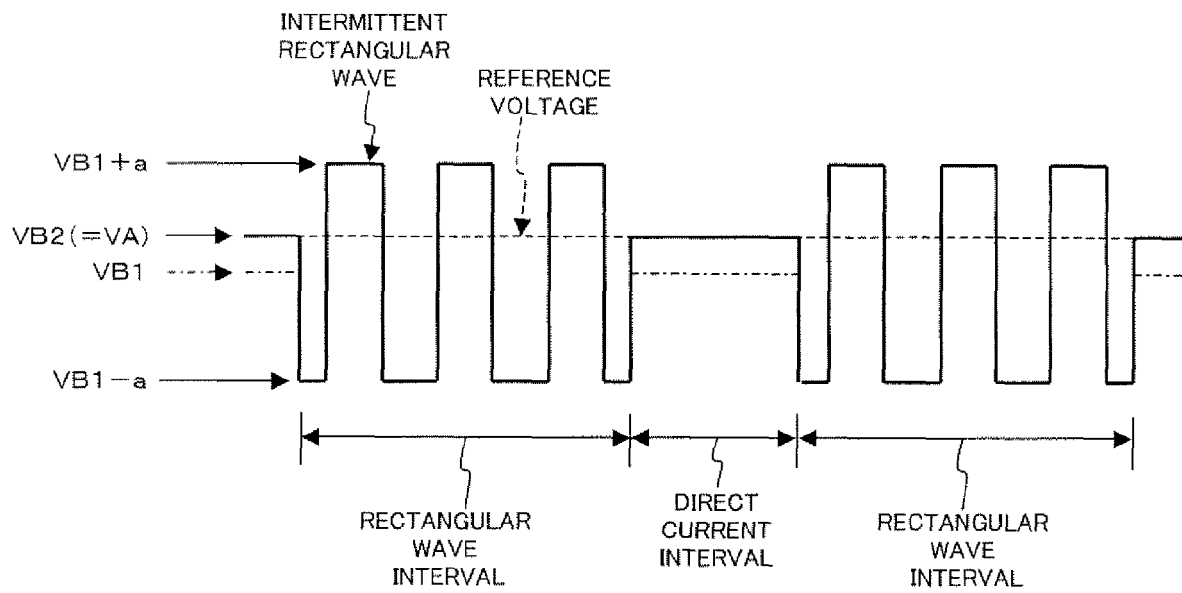 INTERMITTENT
RECTANGULAR
WAVE
REFERENCE
VOLTAGE
VB1+a
VB2(=VA)
VB1
VB1−a
RECTANGULAR
WAVE
INTERVAL
DIRECT
CURRENT
INTERVAL
RECTANGULAR
WAVE
INTERVAL